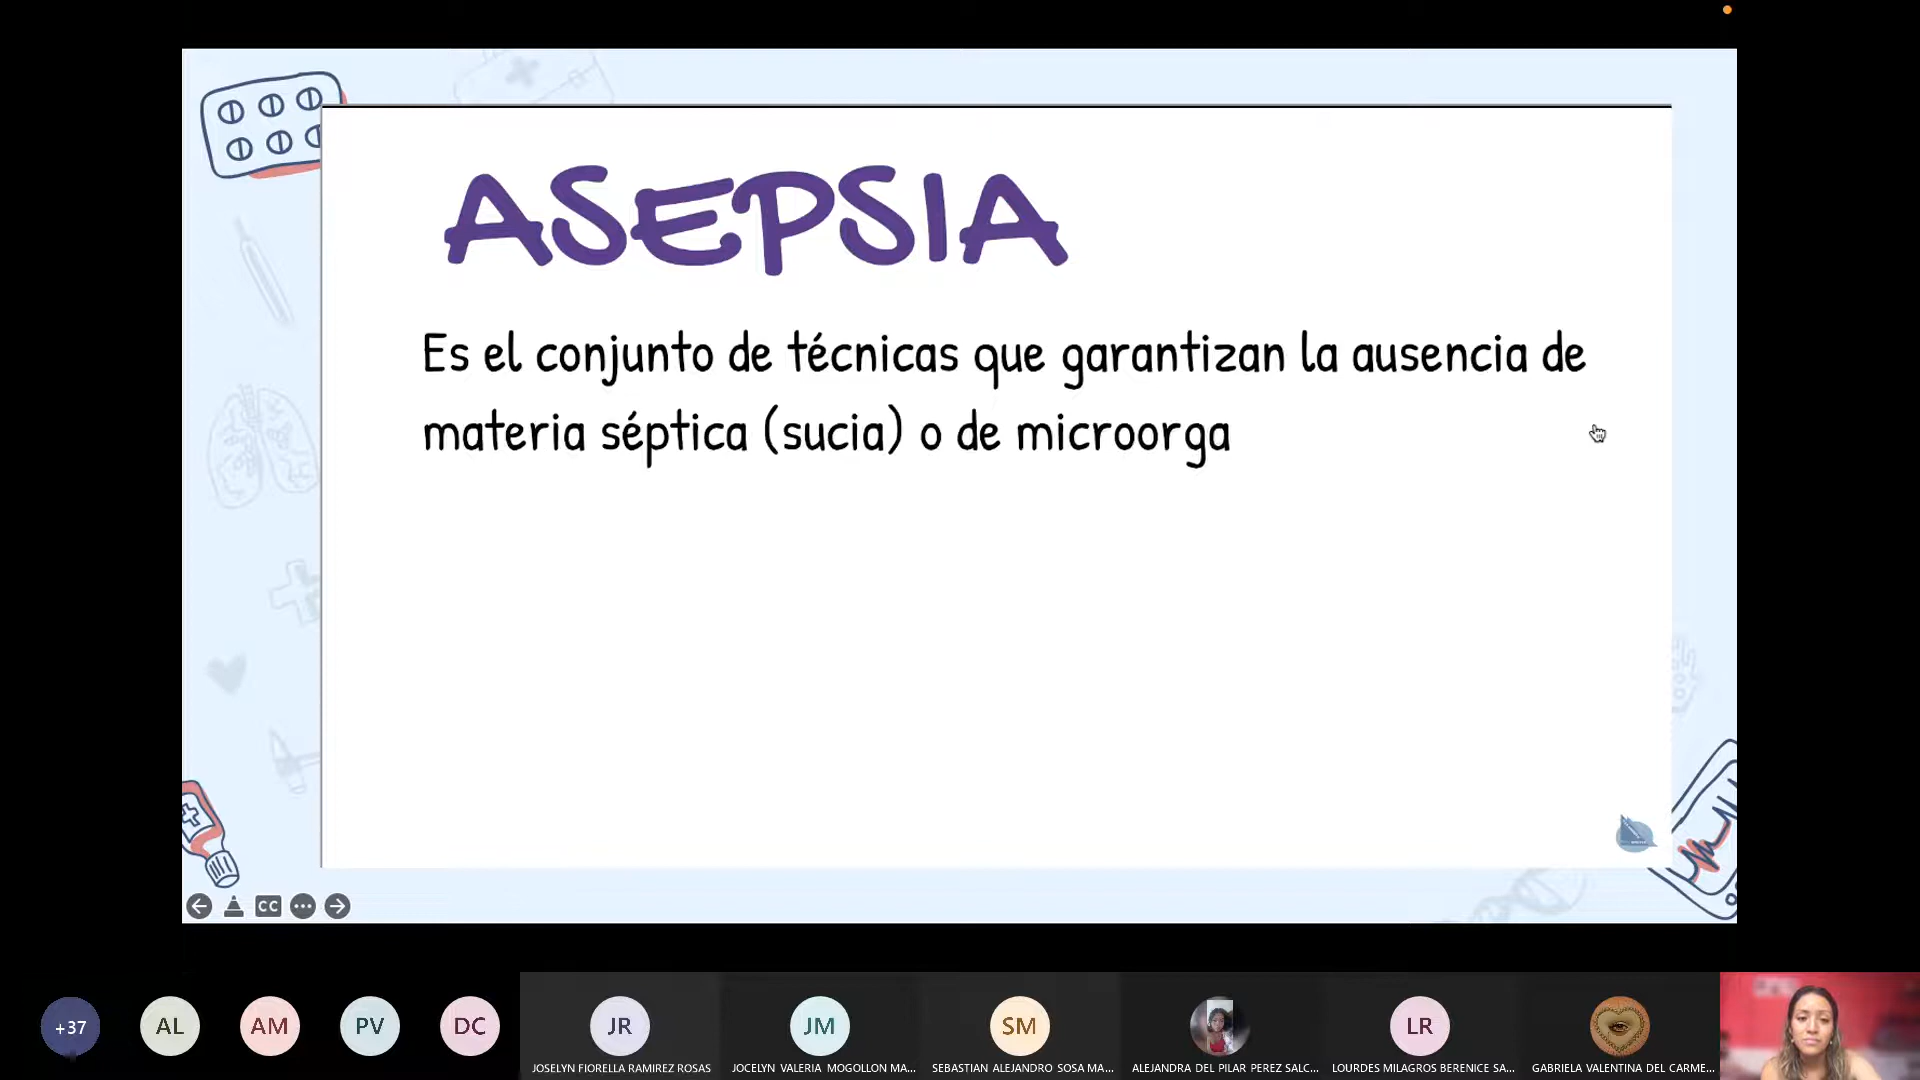 ASEPSIA
Es el conjunto de técnicas que garantizan la ausencia de
materia séptica (sucia) o de microorga
CC
+37
AL
AM
PV
DC
JR
JM
SM
LR
JOSELYN FIORELLA RAMIREZ ROSAS
JOCELYN VALERIA MOGOLLON MA...
SEBASTIAN ALEJANDRO SOSA MA...
ALEJANDRA DEL PILAR PEREZ SALC...
LOURDES MILAGROS BERENICE SA...
GABRIELA VALENTINA DEL CARME...